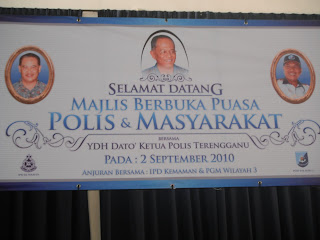 SELAMAT DATANG
MAJLIS BERBUKA PUASA
POLIS & MASYARAKAT
BERSAMA
YDH DATO' KETUA POLIS TERENGGANU
PADA : 2 SEPTEMBER 2010
ANJURAN BERSAMA : IPD KEMAMAN & PGM WILAYAH 3